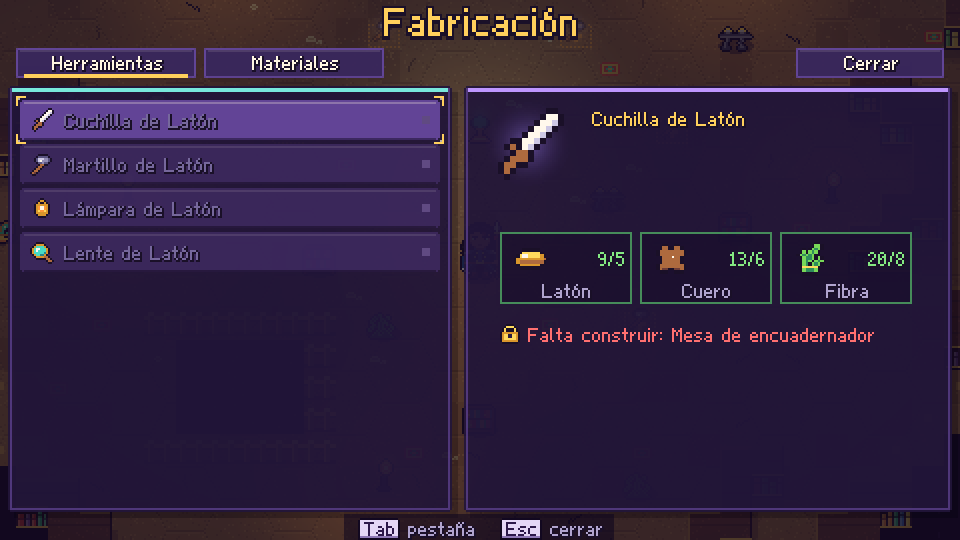 Fabricación
Herramientas
Materiales
Cerrar
Cuchilla de Latón
Martillo de Latón
Lámpara de Latón
Lente de Latón
Cuchilla de Latón
9/5
13/6
20/8
Latón
Cuero
Fibra
Falta construir: Mesa de encuadernador
Tab pestaña
Esc cerrar